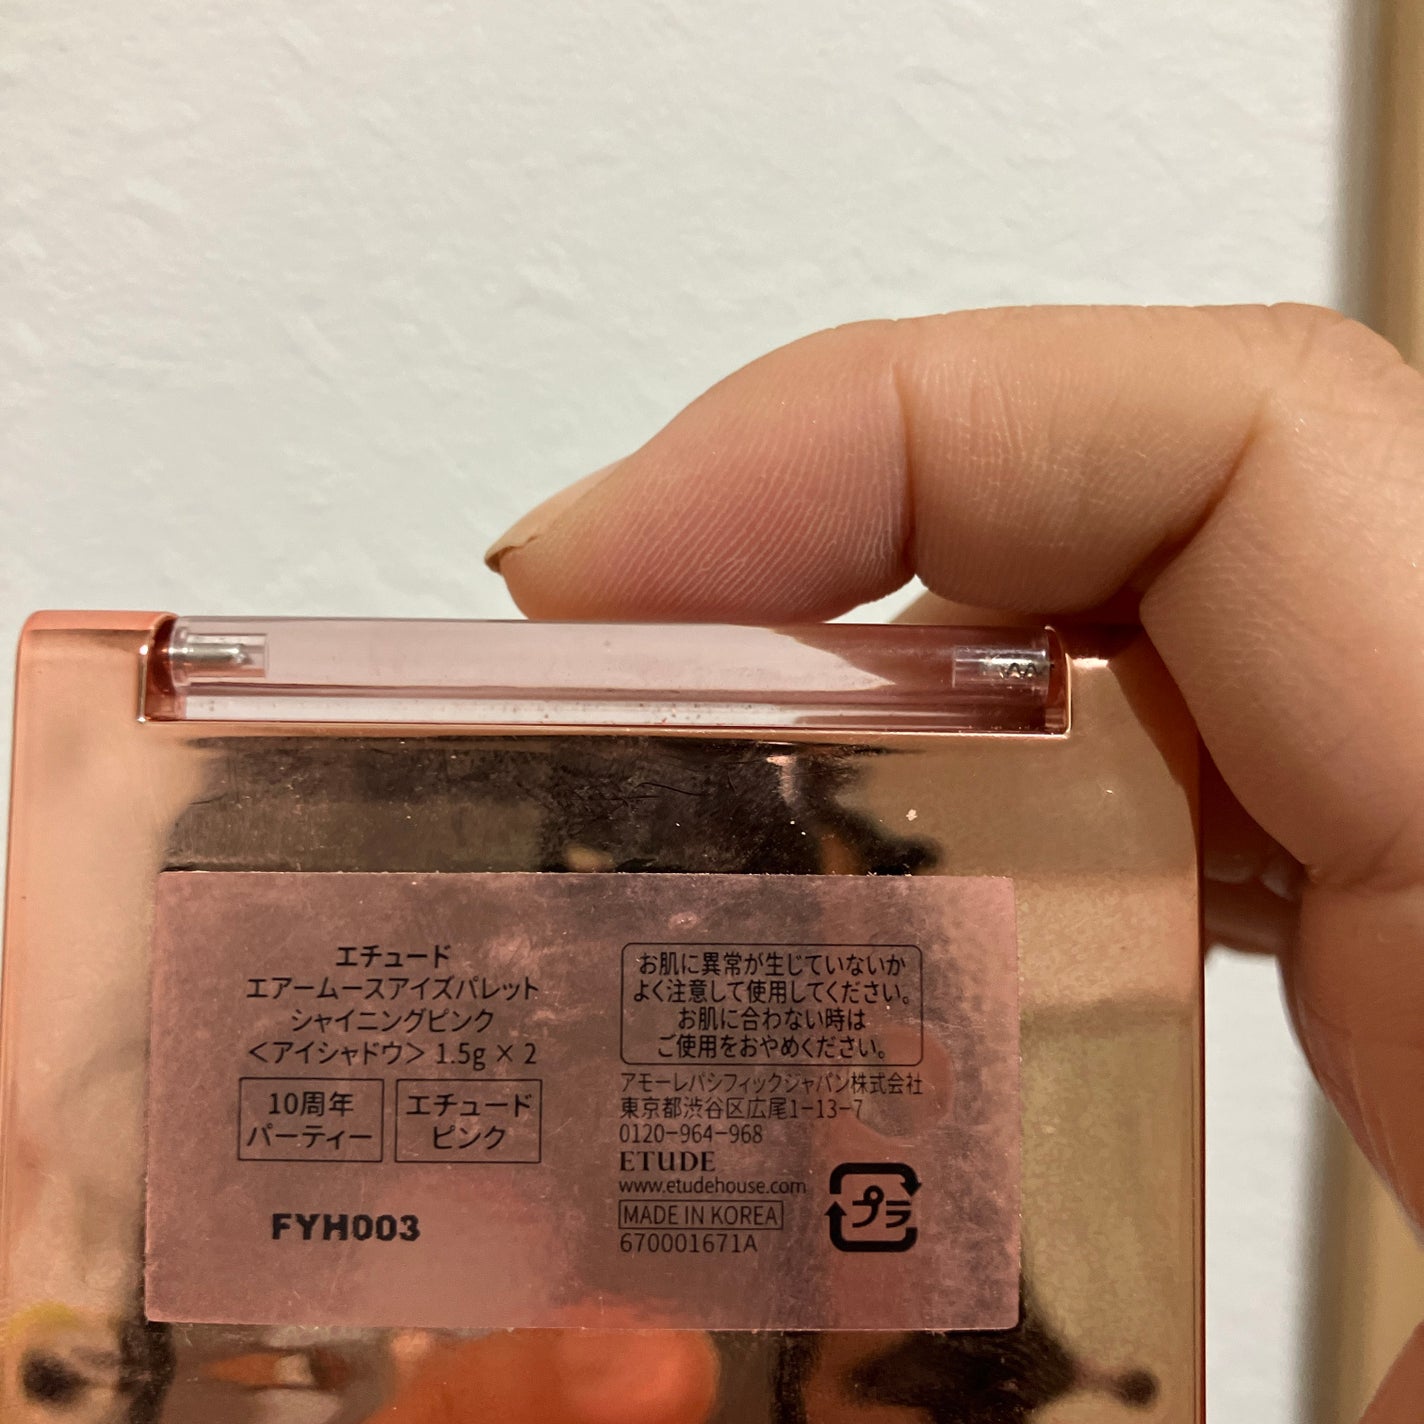 エチュード
エアームースアイズパレット
シャイニングピンク
＜アイシャドウ＞ 1.5g × 2
10周年
パーティー
エチュード
ピンク
FYH003
お肌に異常が生じていないか
よく注意して使用してください。
お肌に合わない時は
ご使用をおやめください。
アモーレパシフィックジャパン株式会社
東京都渋谷区広尾1−13−7
0120−964−968
ETUDE
www.etudehouse.com
MADE IN KOREA
670001671A
プラ